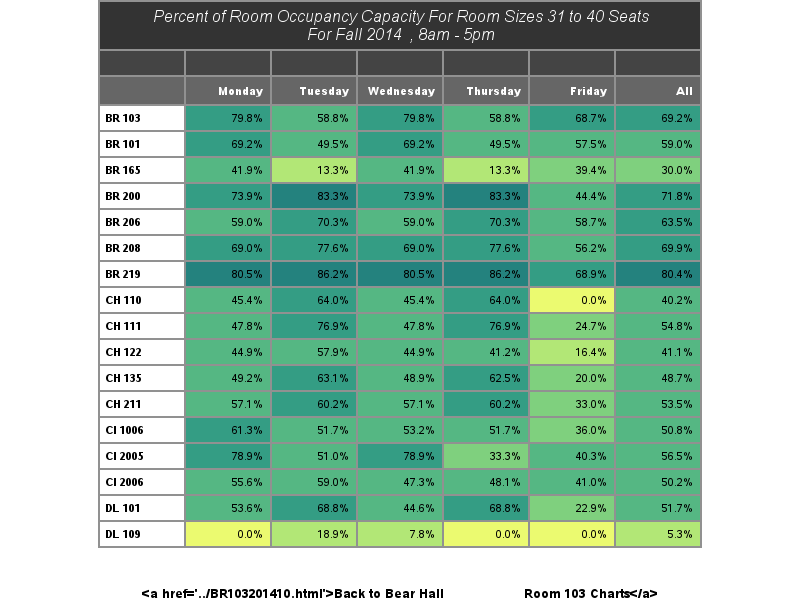 Percent of Room Occupancy Capacity For Room Sizes 31 to 40 Seats
For Fall 2014 , 8am - 5pm
Monday Tuesday Wednesday Thursday Friday All
BR 103 79.8% 58.8% 79.8% 58.8% 68.7% 69.2%
BR 101 69.2% 49.5% 69.2% 49.5% 57.5% 59.0%
BR 165 41.9% 13.3% 41.9% 13.3% 39.4% 30.0%
BR 200 73.9% 83.3% 73.9% 83.3% 44.4% 71.8%
BR 206 59.0% 70.3% 59.0% 70.3% 58.7% 63.5%
BR 208 69.0% 77.6% 69.0% 77.6% 56.2% 69.9%
BR 219 80.5% 86.2% 80.5% 86.2% 68.9% 80.4%
CH 110 45.4% 64.0% 45.4% 64.0% 0.0% 40.2%
CH 111 47.8% 76.9% 47.8% 76.9% 24.7% 54.8%
CH 122 44.9% 57.9% 44.9% 41.2% 16.4% 41.1%
CH 135 49.2% 63.1% 48.9% 62.5% 20.0% 48.7%
CH 211 57.1% 60.2% 57.1% 60.2% 33.0% 53.5%
CI 1006 61.3% 51.7% 53.2% 51.7% 36.0% 50.8%
CI 2005 78.9% 51.0% 78.9% 33.3% 40.3% 56.5%
CI 2006 55.6% 59.0% 47.3% 48.1% 41.0% 50.2%
DL 101 53.6% 68.8% 44.6% 68.8% 22.9% 51.7%
DL 109 0.0% 18.9% 7.8% 0.0% 0.0% 5.3%
<a href='../BR103201410.html'>Back to Bear Hall Room 103 Charts</a>